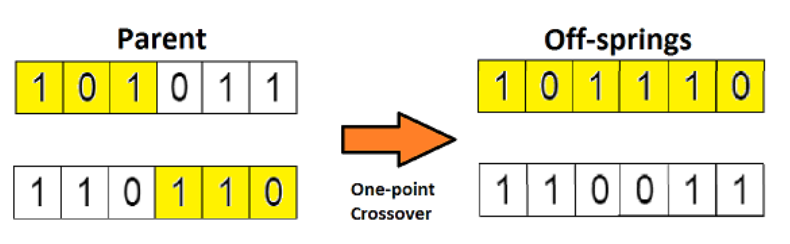 Parent
Off-springs
1 0 1 0 1 1
1 0 1 1 1 0
One-point
Crossover
1 1 0 1 1 0
1 1 0 0 1 1